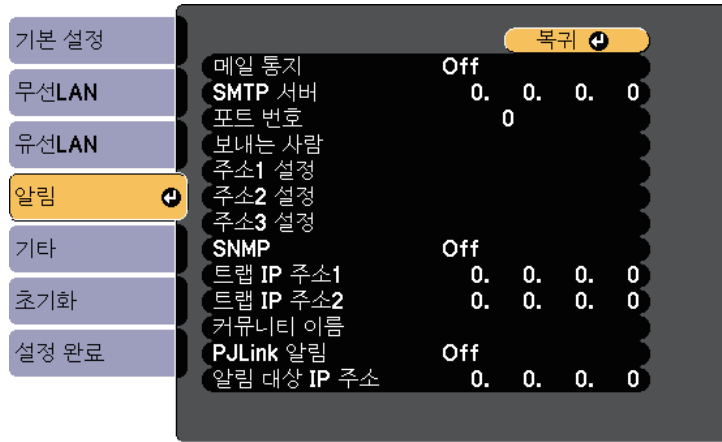 기본 설정
무선LAN
유선LAN
알림
기타
초기화
설정 완료
복귀
메일 통지 Off
SMTP 서버 0. 0. 0. 0
포트 번호 0
보내는 사람
주소1 설정
주소2 설정
주소3 설정
SNMP Off
트랩 IP 주소1 0. 0. 0. 0
트랩 IP 주소2 0. 0. 0. 0
커뮤니티 이름
PJLink 알림 Off
알림 대상 IP 주소 0. 0. 0. 0